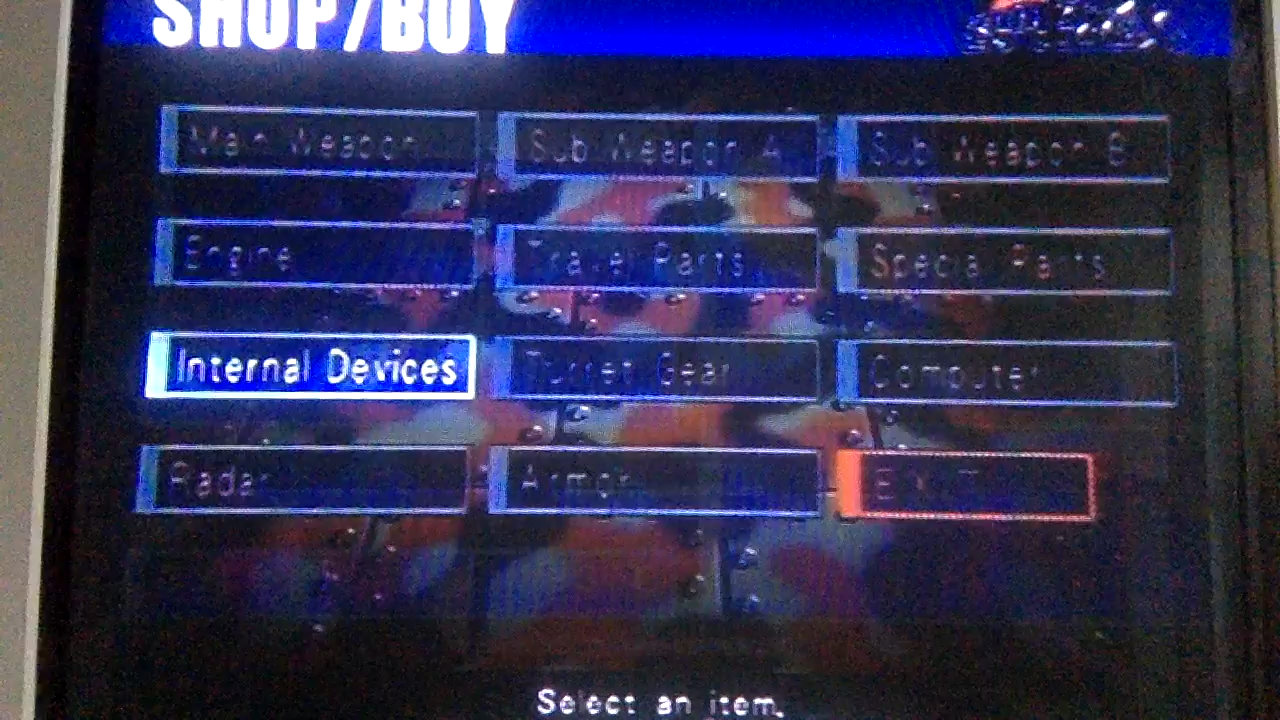 SHOP/BUY
Main Weapon Sub Weapon A Sub Weapon B
Engine Travel Parts Special Parts
Internal Devices Turret Gear Computer
Radar Armor EXIT
Select an item.